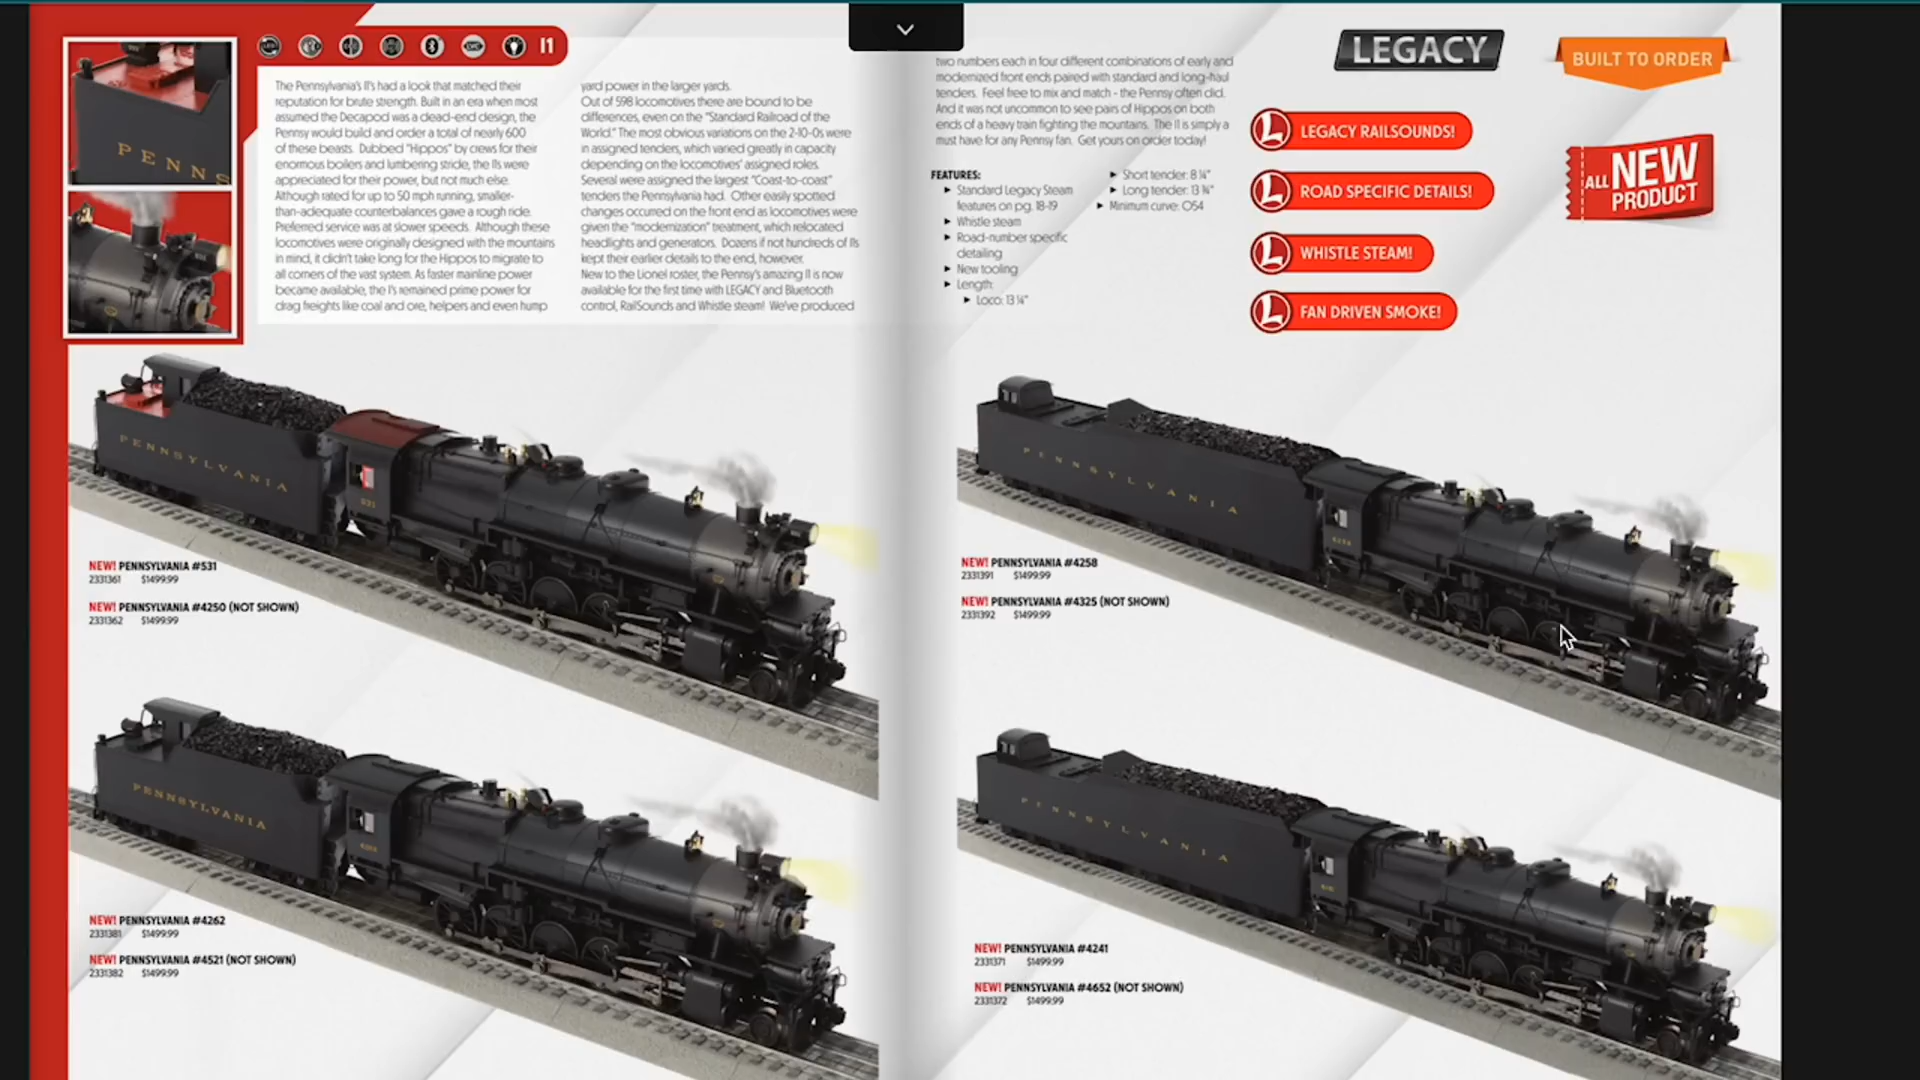 I1
PENNS
The Pennsylvania's I1's had a look that matched their
reputation for brute strength. Built in an era when most
assumed the Decapod was a dead-end design, the
Pennsy would build and order a total of nearly 600
of these beasts. Dubbed "Hippos" by crews for their
enormous boilers and lumbering stride, the I1s were
appreciated for their power, but not much else.
Although rated for up to 50 mph running, smaller-
than-adequate counterbalances gave a rough ride.
Preferred service was at slower speeds. Although these
locomotives were originally designed with the mountains
in mind, it didn't take long for the Hippos to migrate to
all corners of the vast system. As faster mainline power
became available, the I's remained prime power for
drag freights like coal and ore, helpers and even hump
yard power in the larger yards.
Out of 598 locomotives there are bound to be
differences, even on the "Standard Railroad of the
World." The most obvious variations on the 2-10-0s were
in assigned tenders, which varied greatly in capacity
depending on the locomotives' assigned roles.
Several were assigned the largest "Coast-to-coast"
tenders the Pennsylvania had. Other easily spotted
changes occurred on the front end as locomotives were
given the "modernization" treatment, which relocated
headlights and generators. Dozens if not hundreds of I1s
kept their earlier details to the end, however.
New to the Lionel roster, the Pennsy's amazing I1 is now
available for the first time with LEGACY and Bluetooth
control, RailSounds and Whistle steam! We've produced
two numbers each in four different combinations of early and
modernized front ends paired with standard and long-haul
tenders. Feel free to mix and match - the Pennsy often did.
And it was not uncommon to see pairs of Hippos on both
ends of a heavy train fighting the mountains. The I1 is simply a
must have for any Pennsy fan. Get yours on order today!
FEATURES:
Standard Legacy Steam
features on pg. 18-19
Whistle steam
Road-number specific
detailing
New tooling
Length:
Loco: 13 ¼"
Short tender: 8 ¼"
Long tender: 13 ¾"
Minimum curve: O54
LEGACY
BUILT TO ORDER
L LEGACY RAILSOUNDS!
L ROAD SPECIFIC DETAILS!
L WHISTLE STEAM!
L FAN DRIVEN SMOKE!
ALL NEW
PRODUCT
PENNSYLVANIA
531
NEW! PENNSYLVANIA #531
2331361 $1499.99
NEW! PENNSYLVANIA #4250 (NOT SHOWN)
2331362 $1499.99
PENNSYLVANIA
NEW! PENNSYLVANIA #4258
2331391 $1499.99
NEW! PENNSYLVANIA #4325 (NOT SHOWN)
2331392 $1499.99
PENNSYLVANIA
NEW! PENNSYLVANIA #4262
2331381 $1499.99
NEW! PENNSYLVANIA #4521 (NOT SHOWN)
2331382 $1499.99
PENNSYLVANIA
NEW! PENNSYLVANIA #4241
2331371 $1499.99
NEW! PENNSYLVANIA #4652 (NOT SHOWN)
2331372 $1499.99